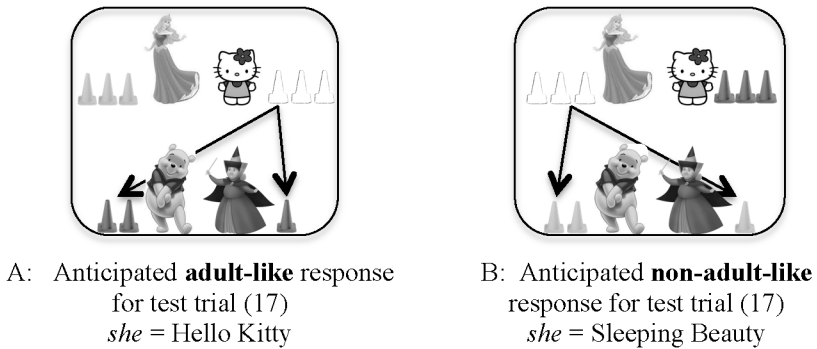 A: Anticipated adult-like response
for test trial (17)
she = Hello Kitty
B: Anticipated non-adult-like
response for test trial (17)
she = Sleeping Beauty